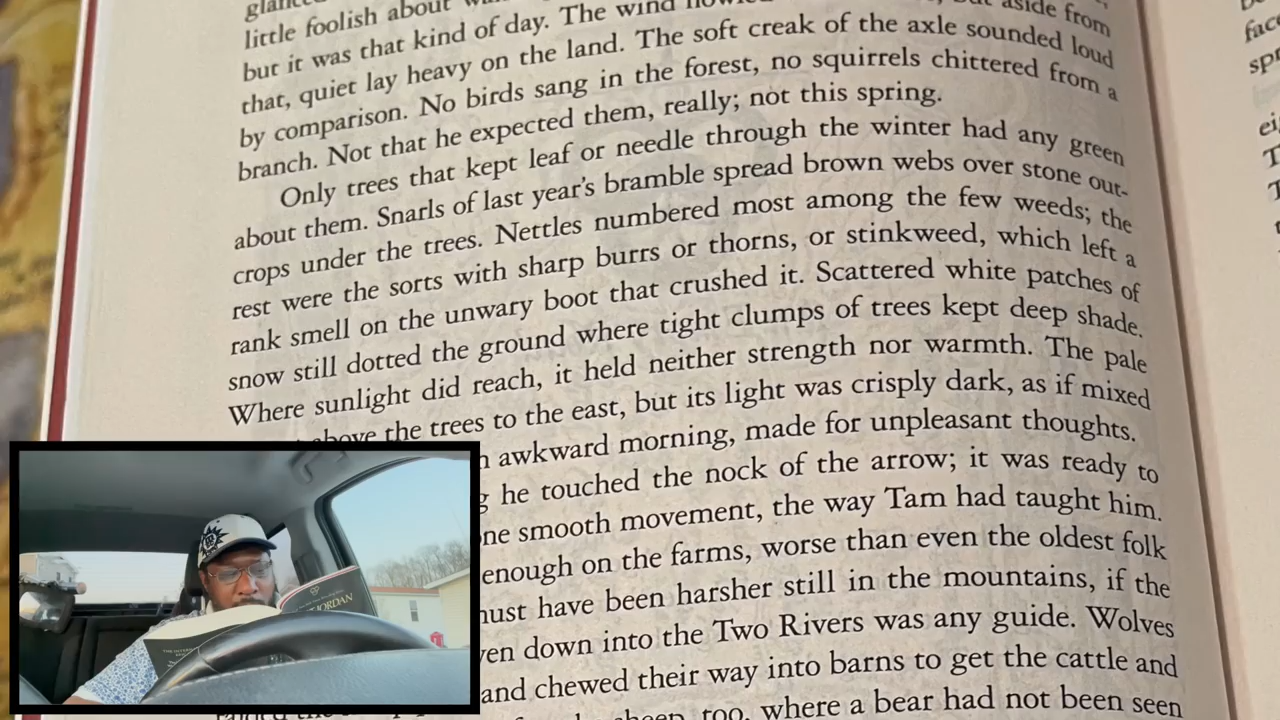 little foolish about
but it was that kind of day. The wind aside from
that, quiet lay heavy on the land. The soft creak of the axle sounded loud
by comparison. No birds sang in the forest, no squirrels chittered from a
branch. Not that he expected them, really; not this spring.
Only trees that kept leaf or needle through the winter had any green
about them. Snarls of last year's bramble spread brown webs over stone out-
crops under the trees. Nettles numbered most among the few weeds; the
rest were the sorts with sharp burrs or thorns, or stinkweed, which left a
rank smell on the unwary boot that crushed it. Scattered white patches of
snow still dotted the ground where tight clumps of trees kept deep shade.
Where sunlight did reach, it held neither strength nor warmth. The pale
above the trees to the east, but its light was crisply dark, as if mixed
awkward morning, made for unpleasant thoughts.
he touched the nock of the arrow; it was ready to
smooth movement, the way Tam had taught him.
enough on the farms, worse than even the oldest folk
must have been harsher still in the mountains, if the
down into the Two Rivers was any guide. Wolves
and chewed their way into barns to get the cattle and
sheep, too, where a bear had not been seen
JORDAN